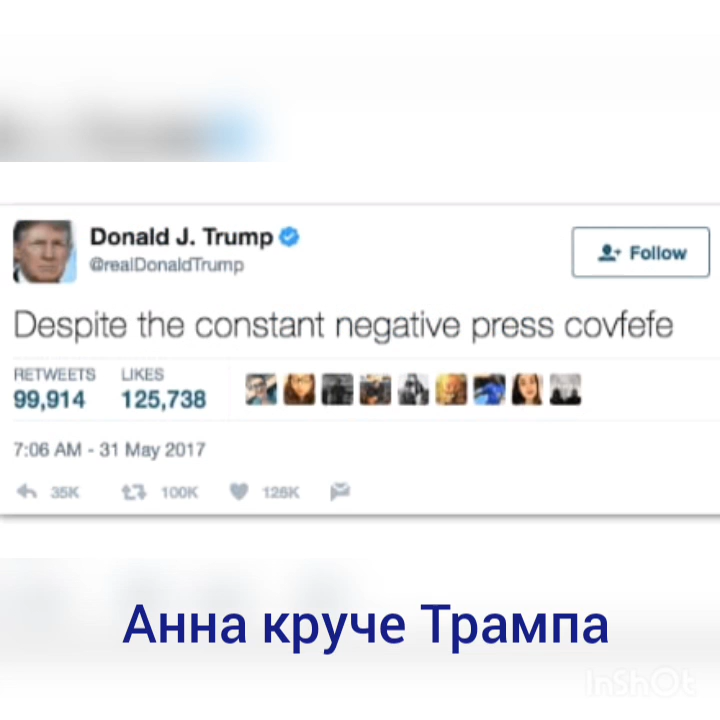 Donald J. Trump
@realDonaldTrump
Follow
Despite the constant negative press covfefe
RETWEETS LIKES
99,914 125,738
7:06 AM - 31 May 2017
35K 100K 126K
Анна круче Трампа
InShOt